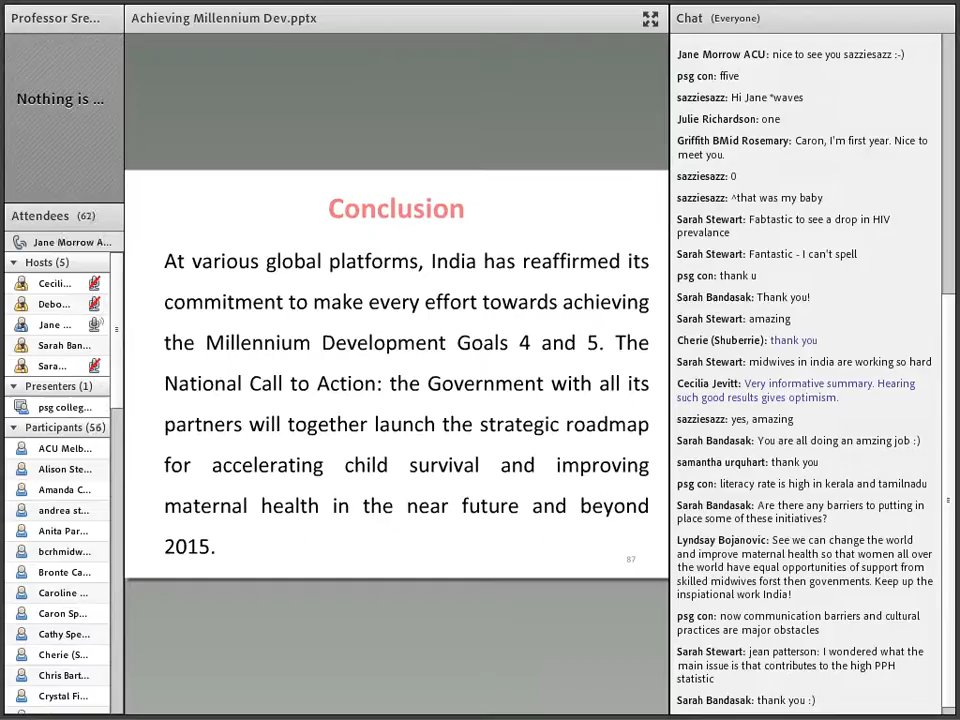 Professor Sre...
Nothing is ...
Attendees (62)
Jane Morrow A...
Hosts (5)
Cecili...
Debo...
Jane ...
Sarah Ban...
Sara...
Presenters (1)
psg colleg...
Participants (56)
ACU Melb...
Alison Ste...
Amanda C...
andrea st...
Anita Par...
bcrhmidw...
Bronte Ca...
Caroline ...
Caron Sp...
Cathy Spe...
Cherie (S...
Chris Bart...
Crystal Fi...
Achieving Millennium Dev.pptx
Conclusion
At various global platforms, India has reaffirmed its
commitment to make every effort towards achieving
the Millennium Development Goals 4 and 5. The
National Call to Action: the Government with all its
partners will together launch the strategic roadmap
for accelerating child survival and improving
maternal health in the near future and beyond
2015.
87
Chat (Everyone)
Jane Morrow ACU: nice to see you sazziesazz :-)
psg con: ffive
sazziesazz: Hi Jane *waves
Julie Richardson: one
Griffith BMid Rosemary: Caron, I'm first year. Nice to
meet you.
sazziesazz: 0
sazziesazz: ^that was my baby
Sarah Stewart: Fabtastic to see a drop in HIV
prevalance
Sarah Stewart: Fantastic - I can't spell
psg con: thank u
Sarah Bandasak: Thank you!
Sarah Stewart: amazing
Cherie (Shuberrie): thank you
Sarah Stewart: midwives in india are working so hard
Cecilia Jevitt: Very informative summary. Hearing
such good results gives optimism.
sazziesazz: yes, amazing
Sarah Bandasak: You are all doing an amzing job :)
samantha urquhart: thank you
psg con: literacy rate is high in kerala and tamilnadu
Sarah Bandasak: Are there any barriers to putting in
place some of these initiatives?
Lyndsay Bojanovic: See we can change the world
and improve maternal health so that women all over
the world have equal opportunities of support from
skilled midwives forst then govenments. Keep up the
inspiational work India!
psg con: now communication barriers and cultural
practices are major obstacles
Sarah Stewart: jean patterson: I wondered what the
main issue is that contributes to the high PPH
statistic
Sarah Bandasak: thank you :)